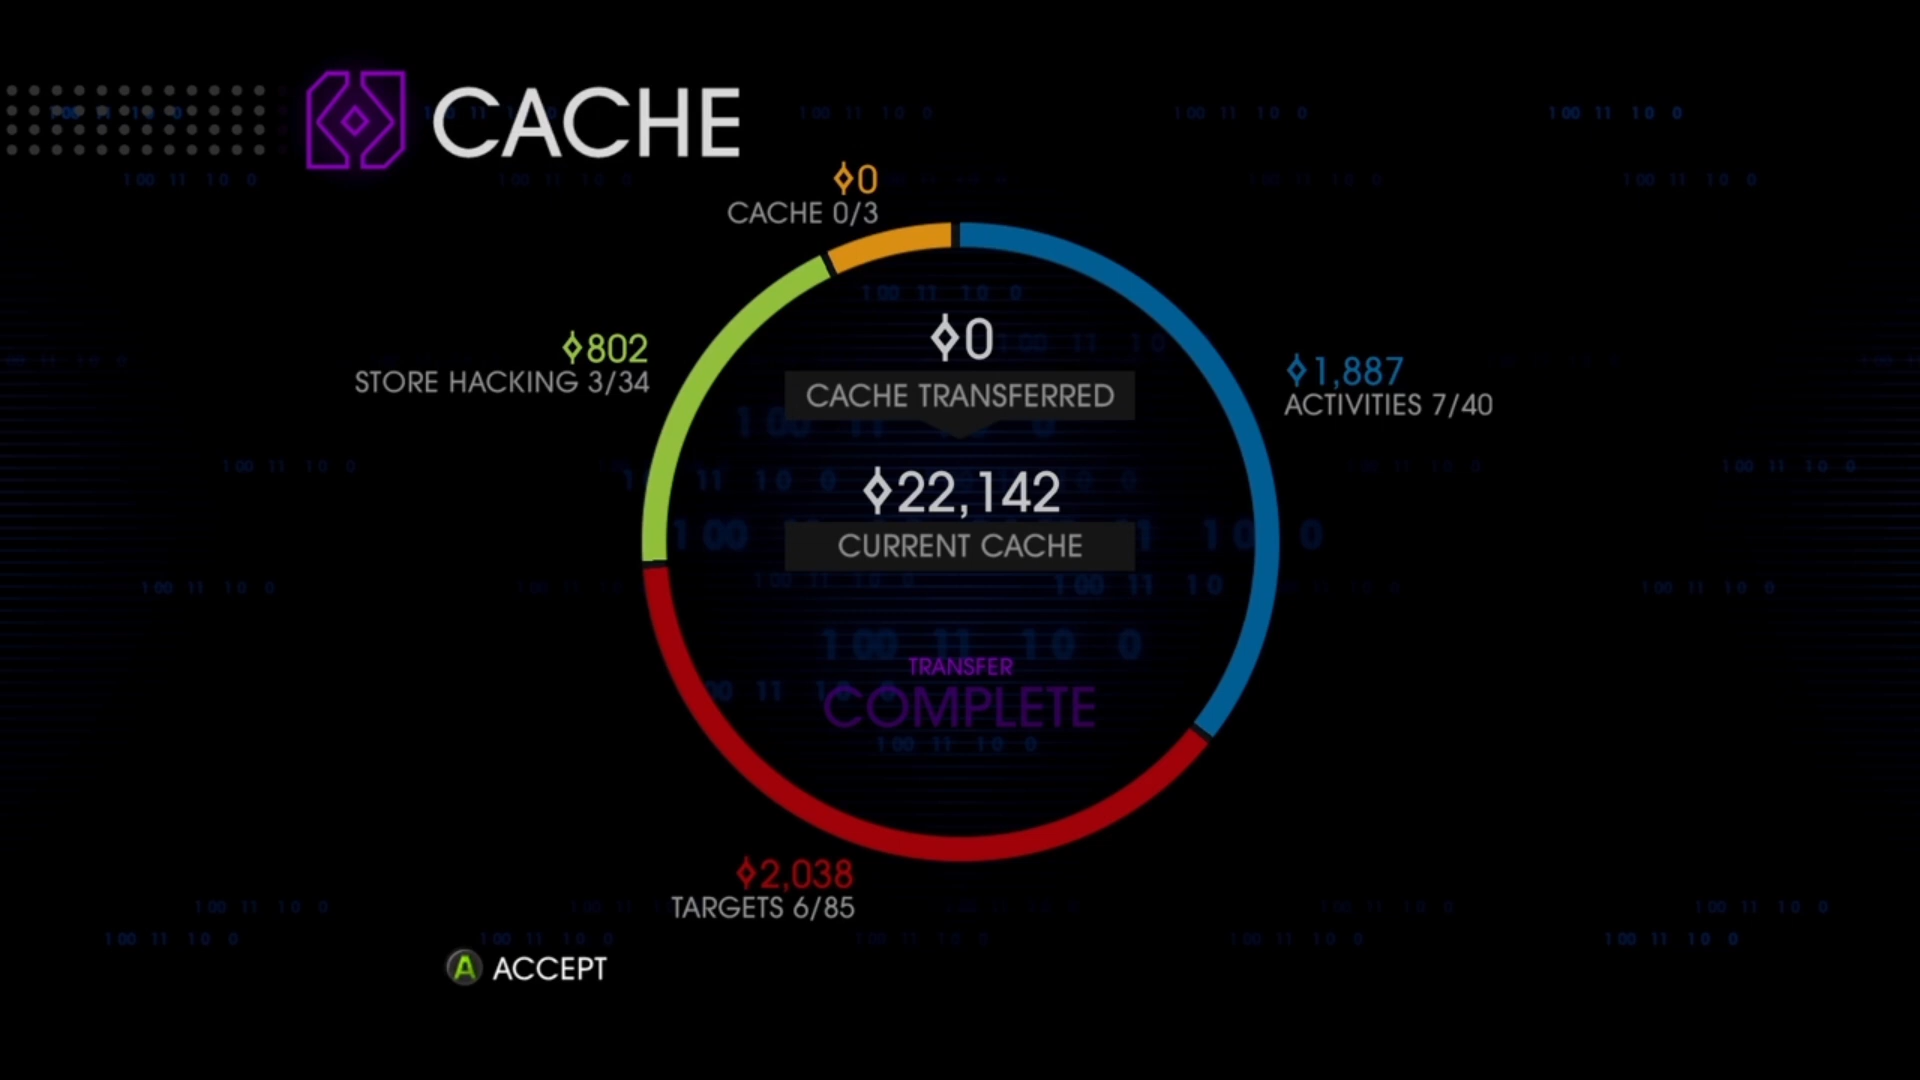 CACHE
0
CACHE 0/3
802
STORE HACKING 3/34
1,887
ACTIVITIES 7/40
0
CACHE TRANSFERRED
22,142
CURRENT CACHE
TRANSFER
COMPLETE
2,038
TARGETS 6/85
A ACCEPT